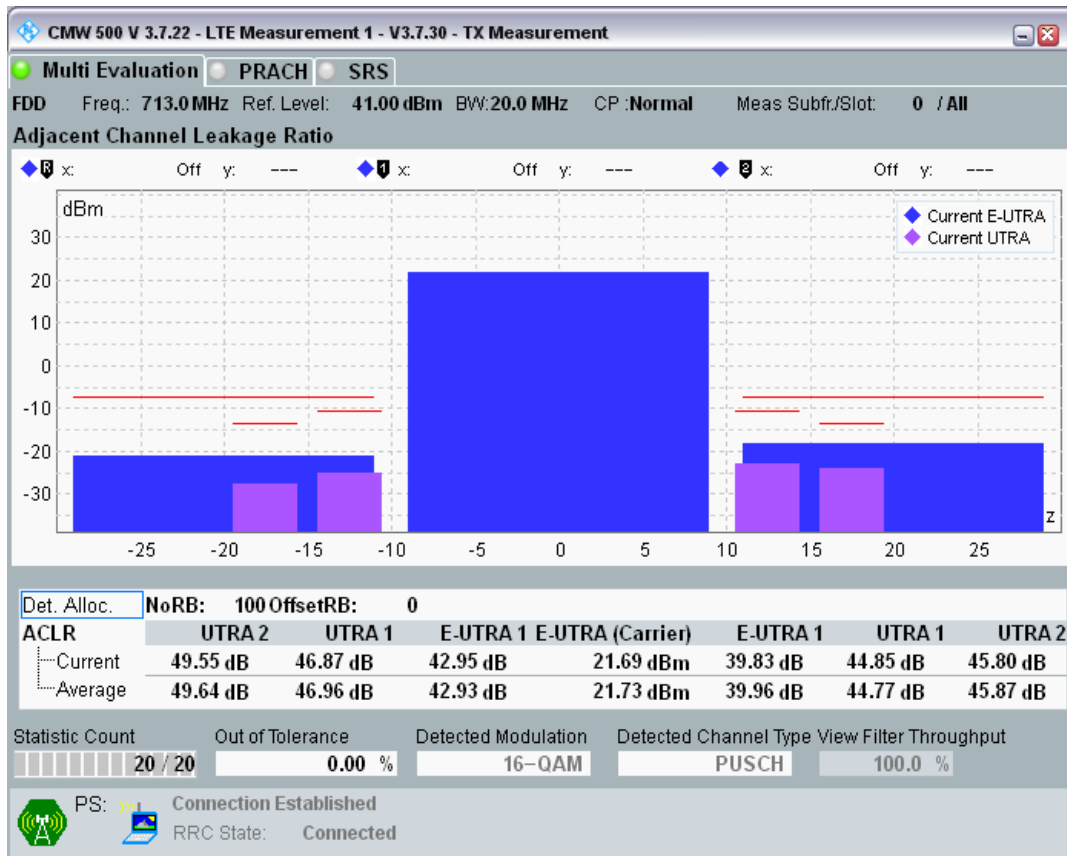 CMW 500 V 3.7.22 - LTE Measurement 1 - V3.7.30 - TX Measurement
Multi Evaluation PRACH SRS
FDD Freq.: 713.0 MHz Ref. Level: 41.00 dBm BW:20.0 MHz CP :Normal Meas Subfr./Slot: 0 / All
Adjacent Channel Leakage Ratio
R x: Off y: --- 1 x: Off y: --- 2 x: Off y: ---
dBm
Current E-UTRA
Current UTRA
30
20
10
0
-10
-20
-30
z
-25 -20 -15 -10 -5 0 5 10 15 20 25
Det. Alloc. NoRB: 100 OffsetRB: 0
ACLR UTRA 2 UTRA 1 E-UTRA 1 E-UTRA (Carrier) E-UTRA 1 UTRA 1 UTRA 2
Current 49.55 dB 46.87 dB 42.95 dB 21.69 dBm 39.83 dB 44.85 dB 45.80 dB
Average 49.64 dB 46.96 dB 42.93 dB 21.73 dBm 39.96 dB 44.77 dB 45.87 dB
Statistic Count Out of Tolerance Detected Modulation Detected Channel Type View Filter Throughput
20 / 20 0.00 % 16-QAM PUSCH 100.0 %
PS: Connection Established
RRC State: Connected